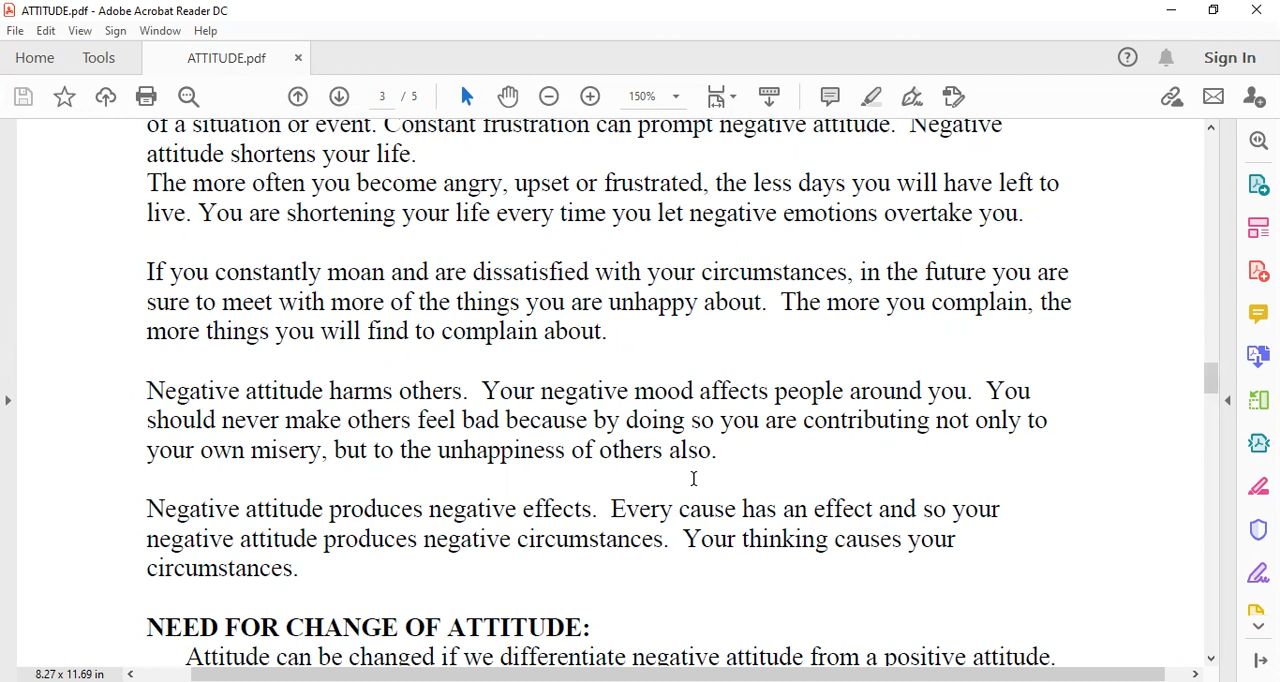 ATTITUDE.pdf - Adobe Acrobat Reader DC
File Edit View Sign Window Help
Home Tools ATTITUDE.pdf × Sign In
3 / 5 150%
of a situation or event. Constant frustration can prompt negative attitude.  Negative
attitude shortens your life.
The more often you become angry, upset or frustrated, the less days you will have left to
live. You are shortening your life every time you let negative emotions overtake you.
If you constantly moan and are dissatisfied with your circumstances, in the future you are
sure to meet with more of the things you are unhappy about.  The more you complain, the
more things you will find to complain about.
Negative attitude harms others.  Your negative mood affects people around you.  You
should never make others feel bad because by doing so you are contributing not only to
your own misery, but to the unhappiness of others also.
Negative attitude produces negative effects.  Every cause has an effect and so your
negative attitude produces negative circumstances.  Your thinking causes your
circumstances.
NEED FOR CHANGE OF ATTITUDE:
Attitude can be changed if we differentiate negative attitude from a positive attitude.
8.27 x 11.69 in